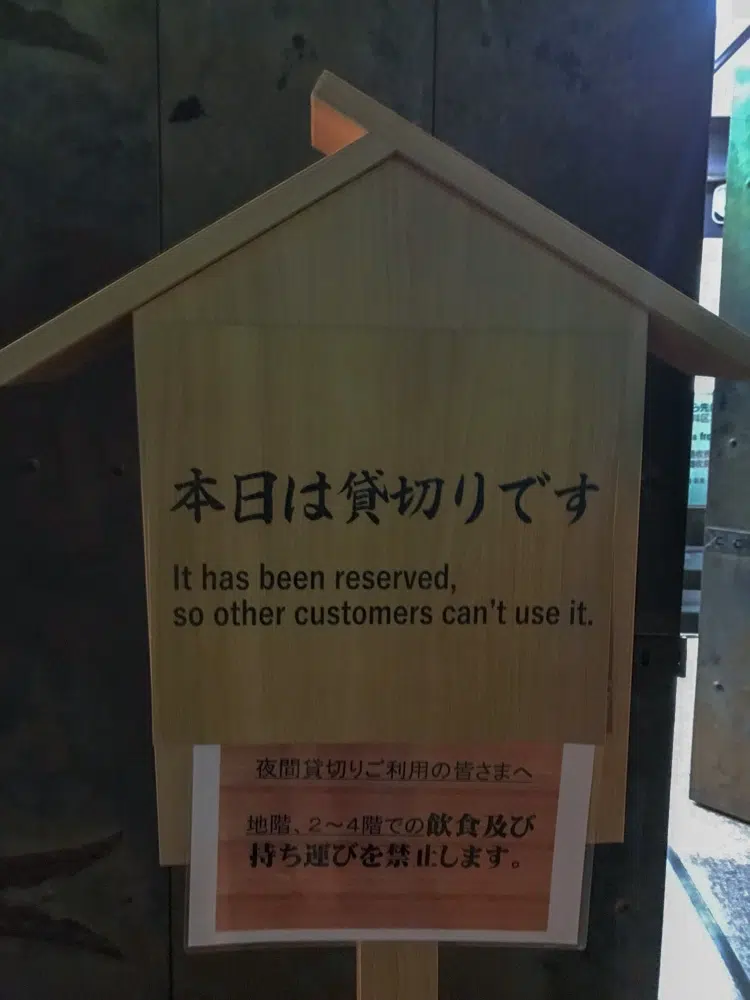 本日は貸切りです
It has been reserved,
so other customers can't use it.
夜間貸切りご利用の皆さまへ
地階、2～4階での飲食及び
持ち運びを禁止します。